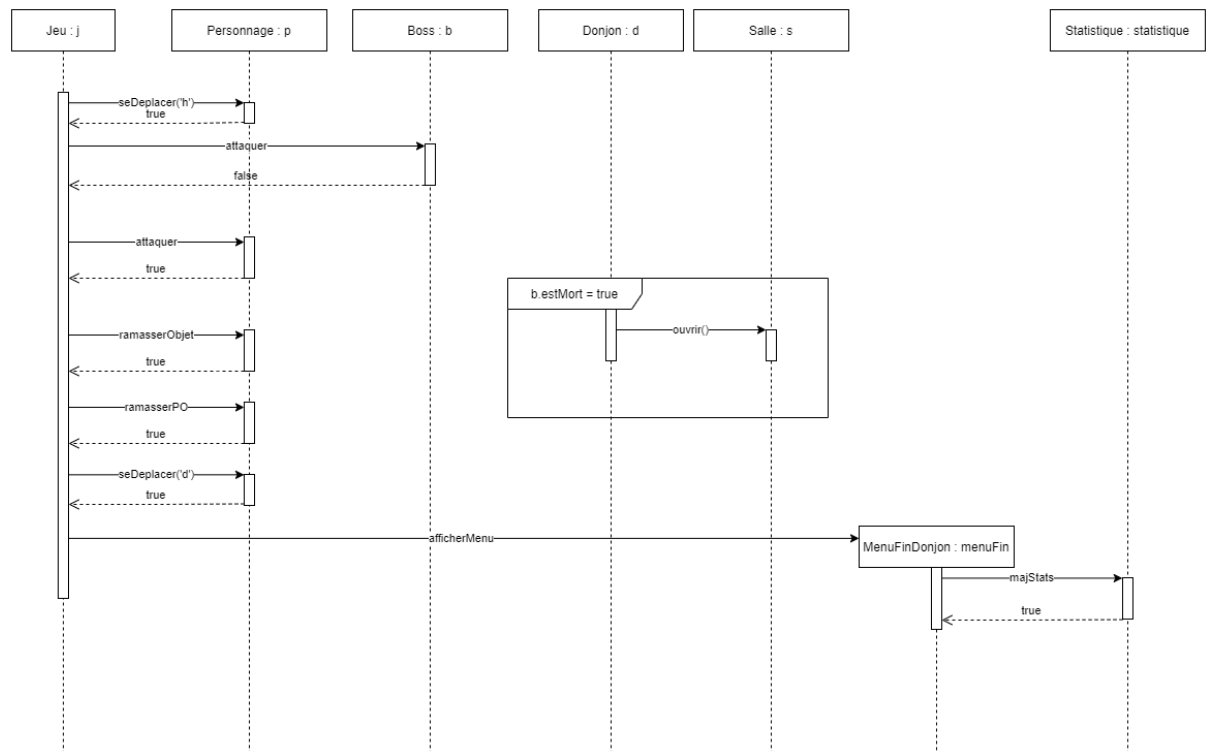 Jeu : j
Personnage : p
Boss : b
Donjon : d
Salle : s
Statistique : statistique
seDeplacer('h')
true
attaquer
false
attaquer
true
b.estMort = true
ouvrir()
ramasserObjet
true
ramasserPO
true
seDeplacer('d')
true
afficherMenu
MenuFinDonjon : menuFin
majStats
true